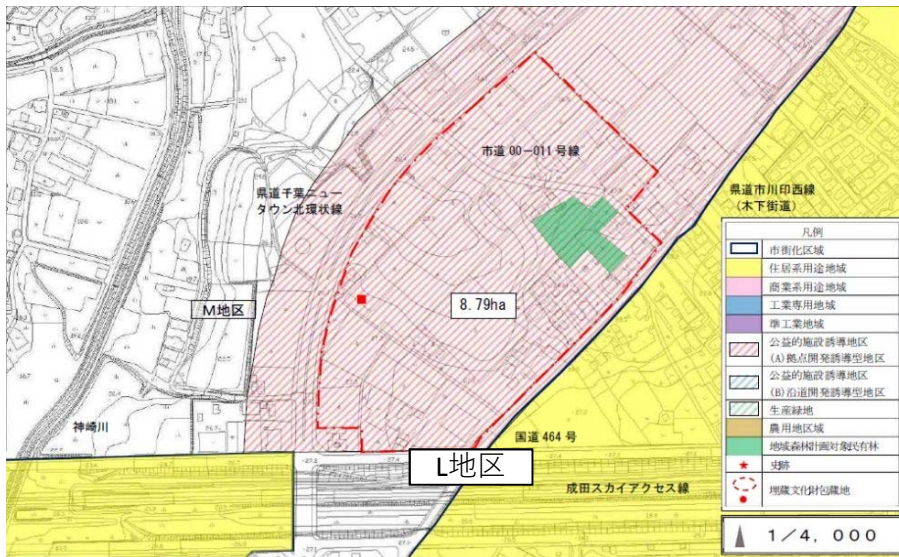 市道 00－011 号線
県道千葉ニュー
タウン北環状線
県道市川印西線
（木下街道）
M地区
8.79ha
神崎川
国道 464 号
L地区
成田スカイアクセス線
凡例
市街化区域
住居系用途地域
商業系用途地域
工業専用地域
準工業地域
公益的施設誘導地区
(A)拠点開発誘導型地区
公益的施設誘導地区
(B)沿道開発誘導型地区
生産緑地
農用地区域
地域森林計画対象民有林
史跡
埋蔵文化財包蔵地
1/4, 000